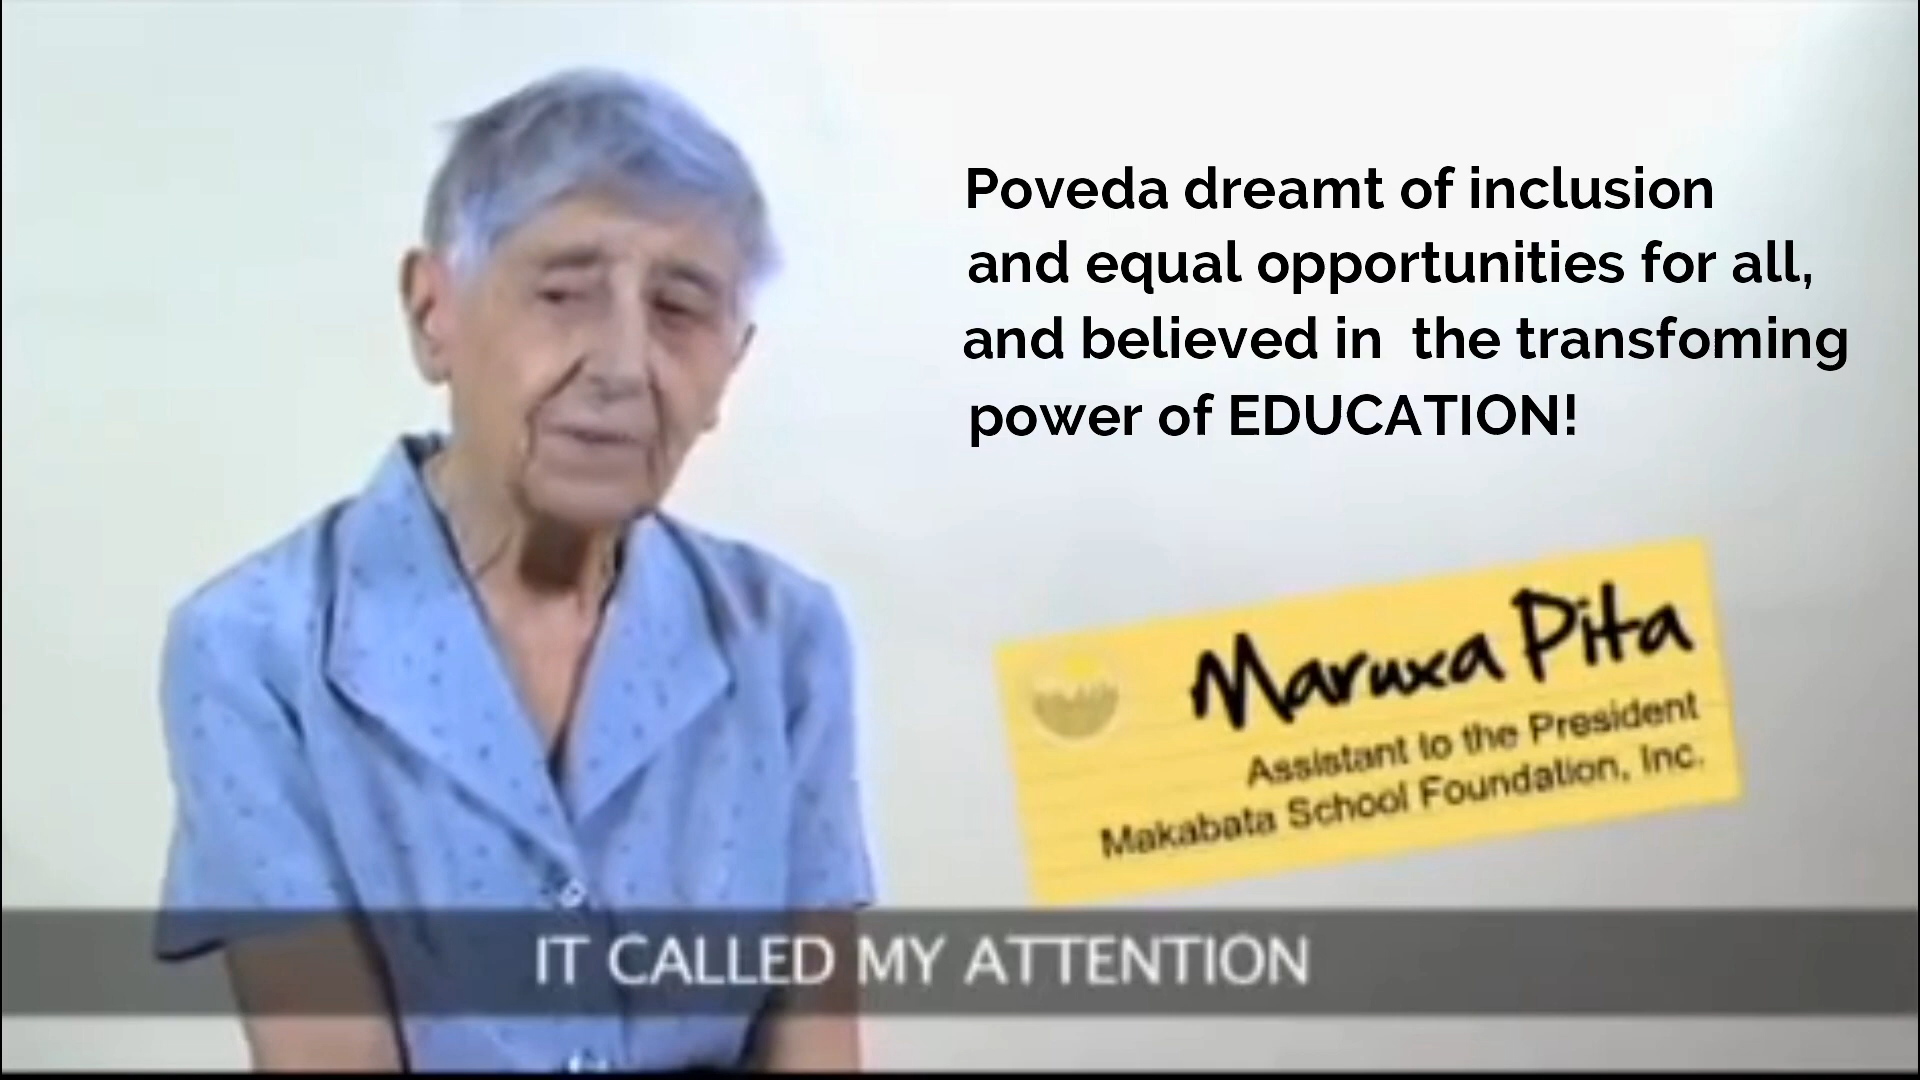 Poveda dreamt of inclusion
and equal opportunities for all,
and believed in the transfoming
power of EDUCATION!
Maruxa Pita
Assistant to the President
Makabata School Foundation, Inc.
IT CALLED MY ATTENTION